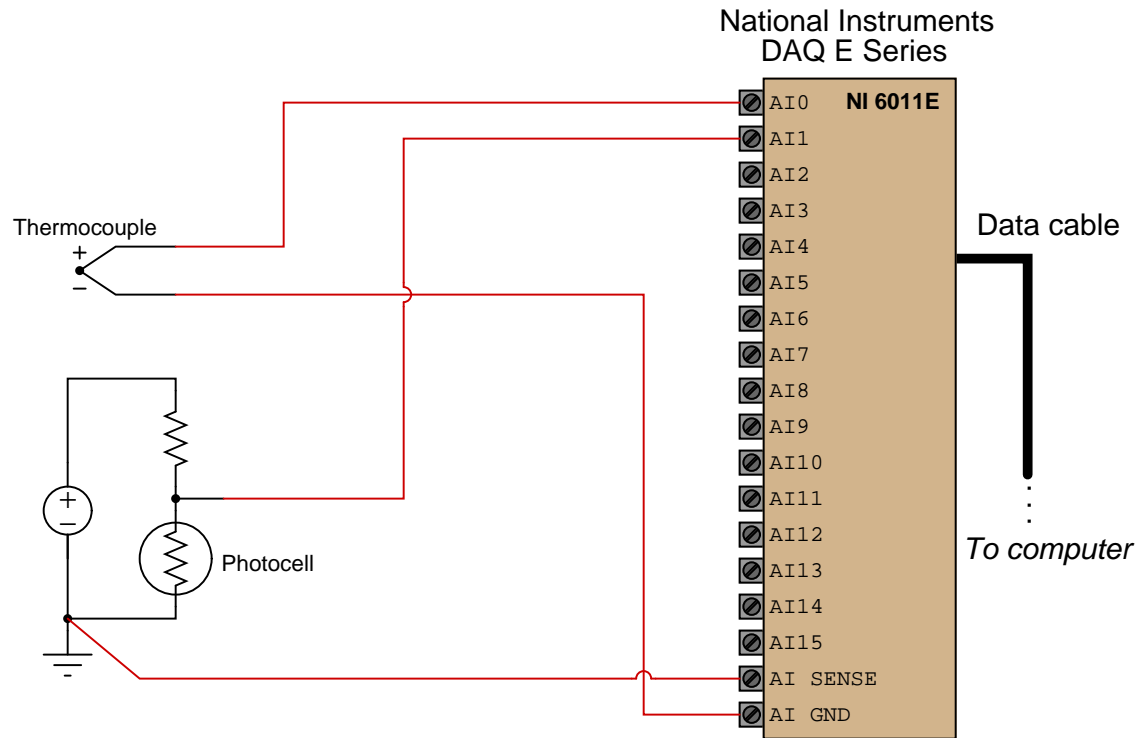 National Instruments
DAQ E Series
NI 6011E
AI0
AI1
AI2
AI3
AI4
AI5
AI6
AI7
AI8
AI9
AI10
AI11
AI12
AI13
AI14
AI15
AI SENSE
AI GND
Data cable
To computer
Thermocouple
+
−
+
−
Photocell